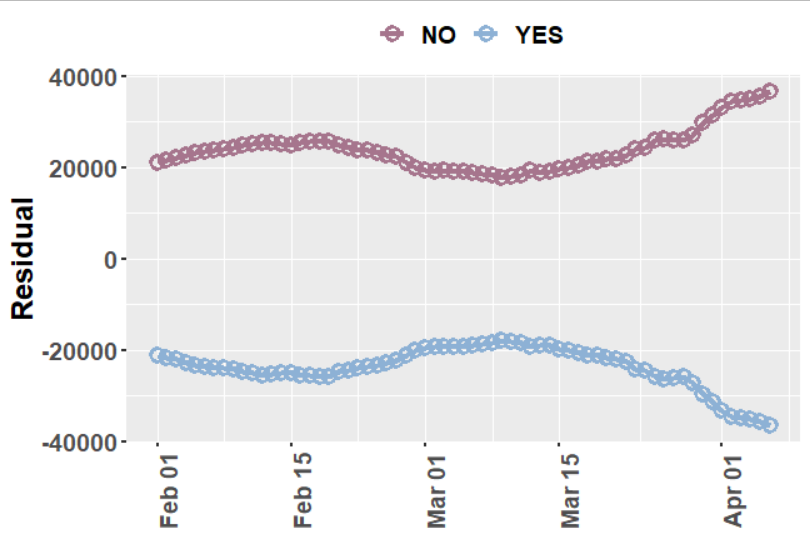 NO YES
40000
20000
0
-20000
-40000
Residual
Feb 01
Feb 15
Mar 01
Mar 15
Apr 01